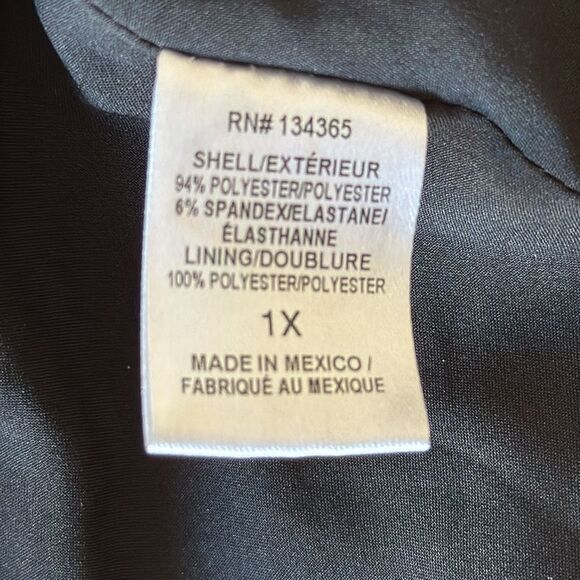 RN# 134365
SHELL/EXTÉRIEUR
94% POLYESTER/POLYESTER
6% SPANDEX/ELASTANE/
ÉLASTHANNE
LINING/DOUBLURE
100% POLYESTER/POLYESTER
1X
MADE IN MEXICO /
FABRIQUÉ AU MEXIQUE